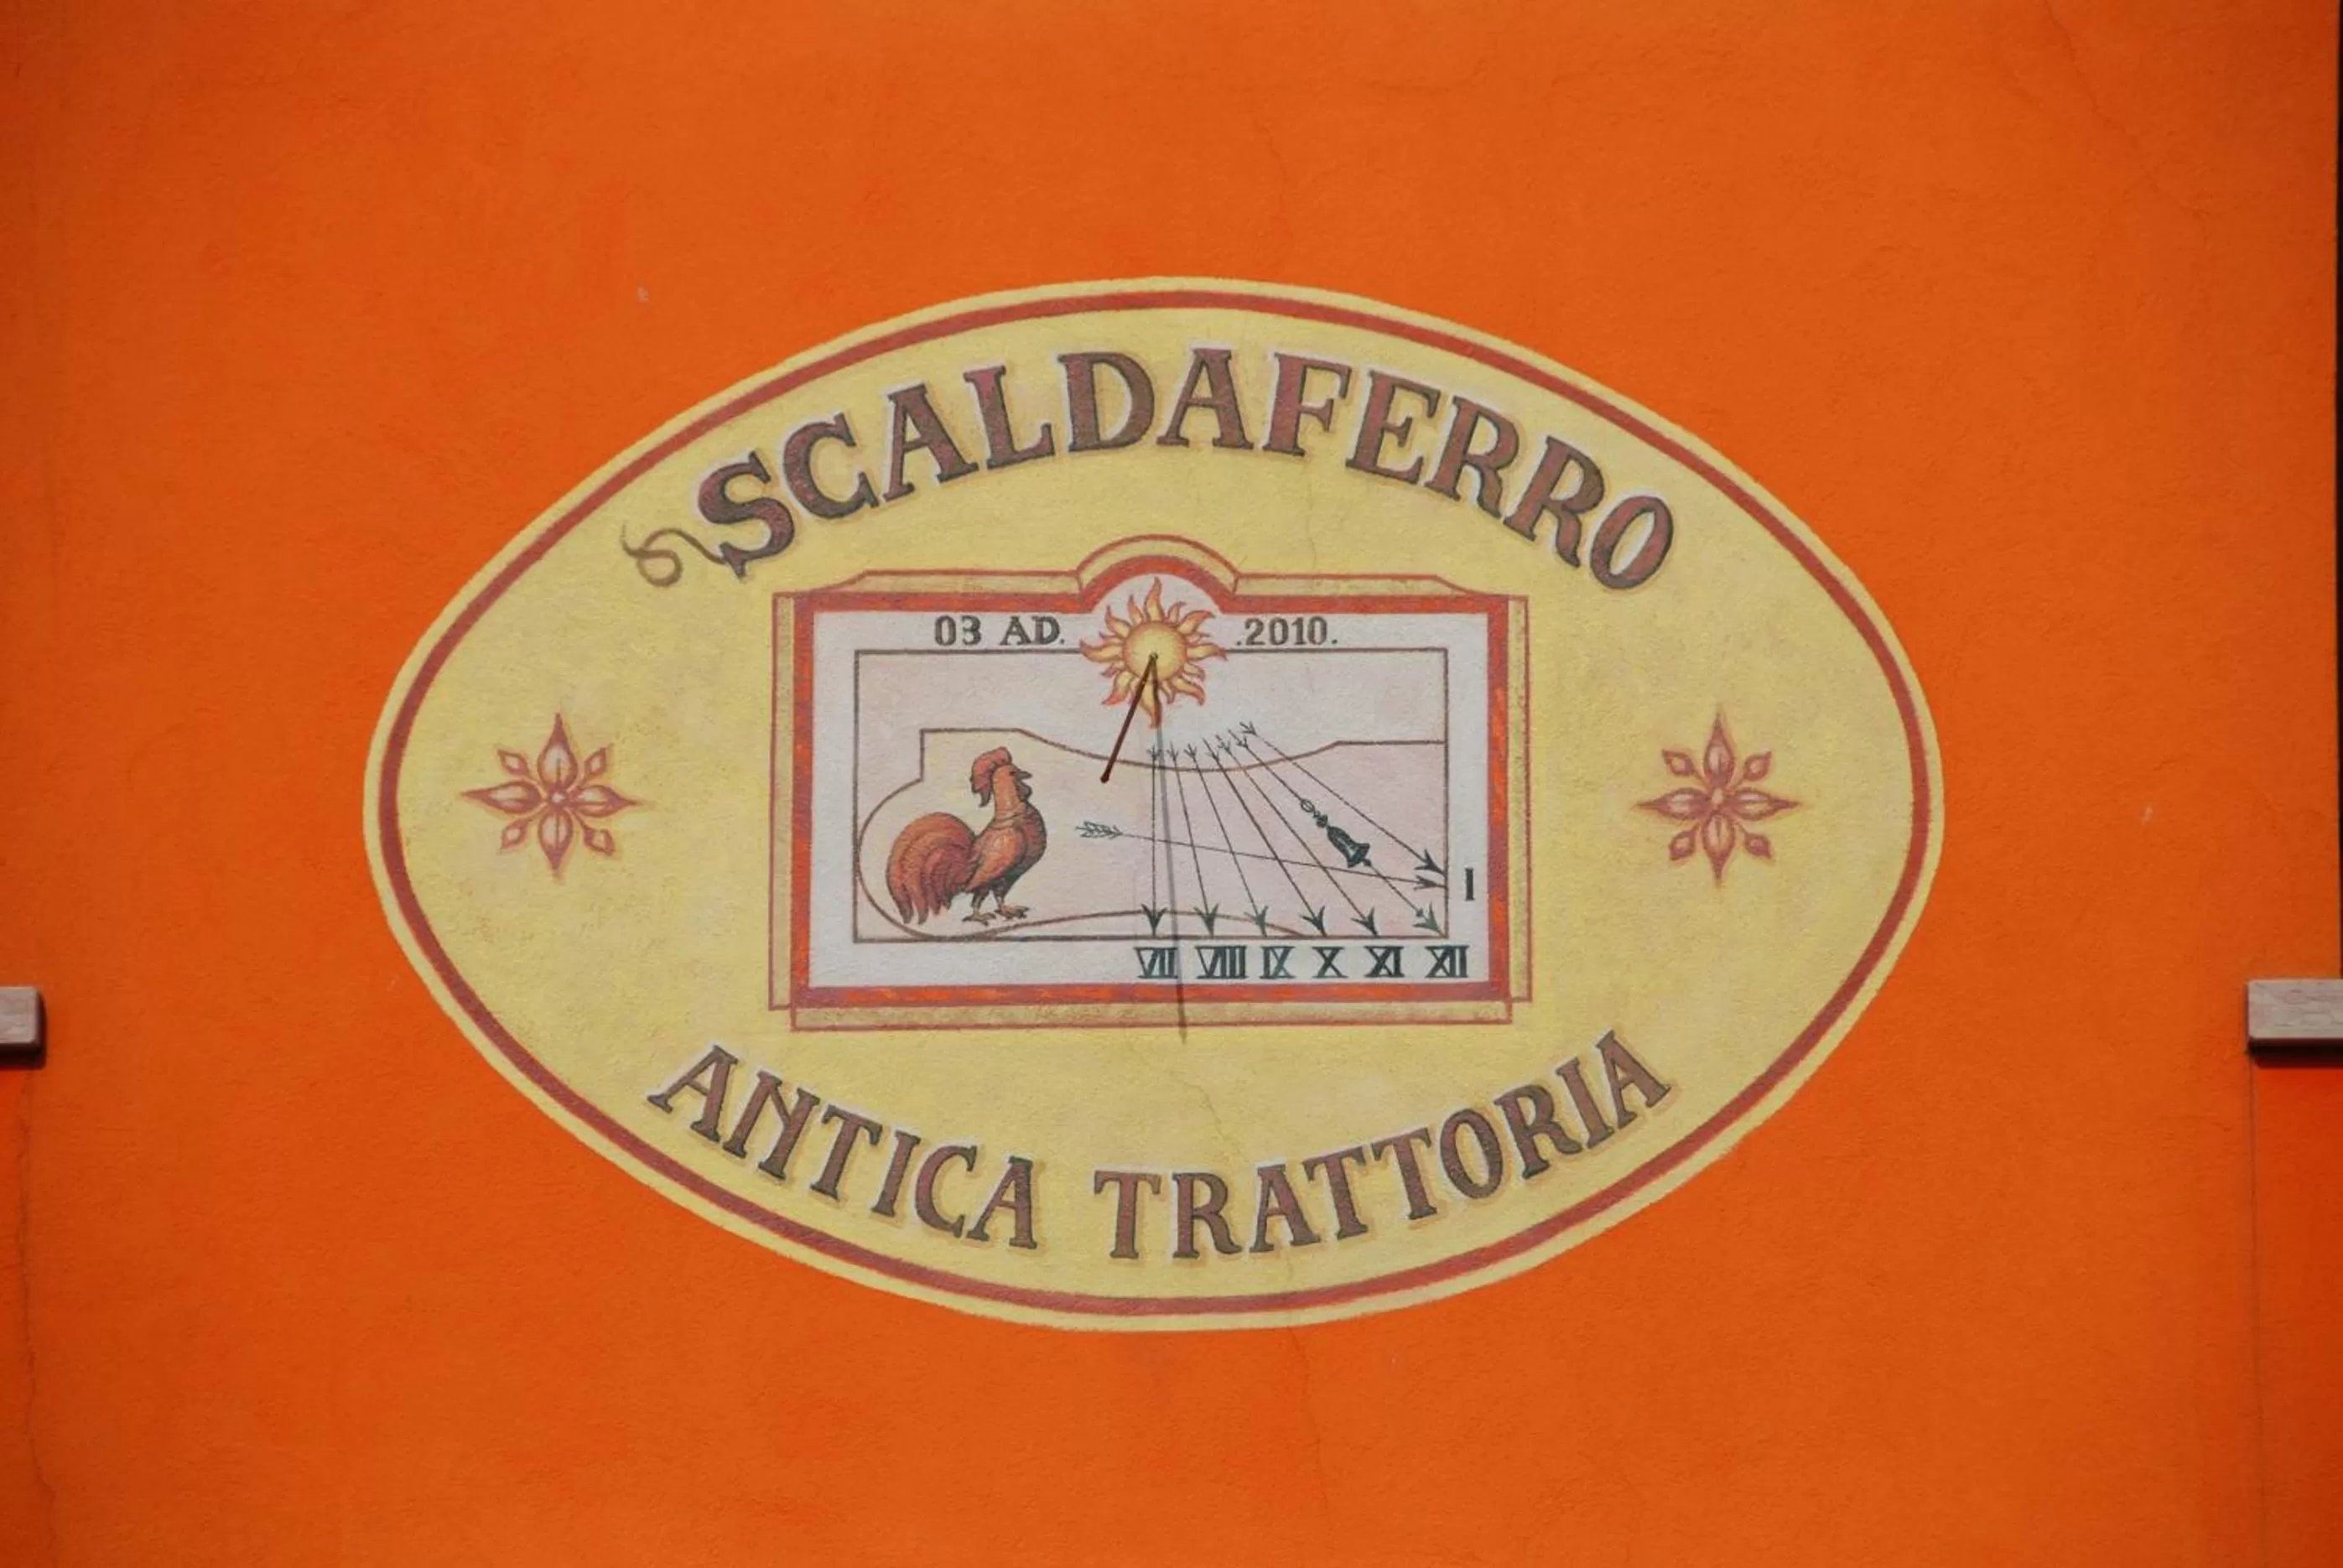 SCALDAFERRO
03 AD. .2010.
I
VII VIII IX X XI XII
ANTICA TRATTORIA